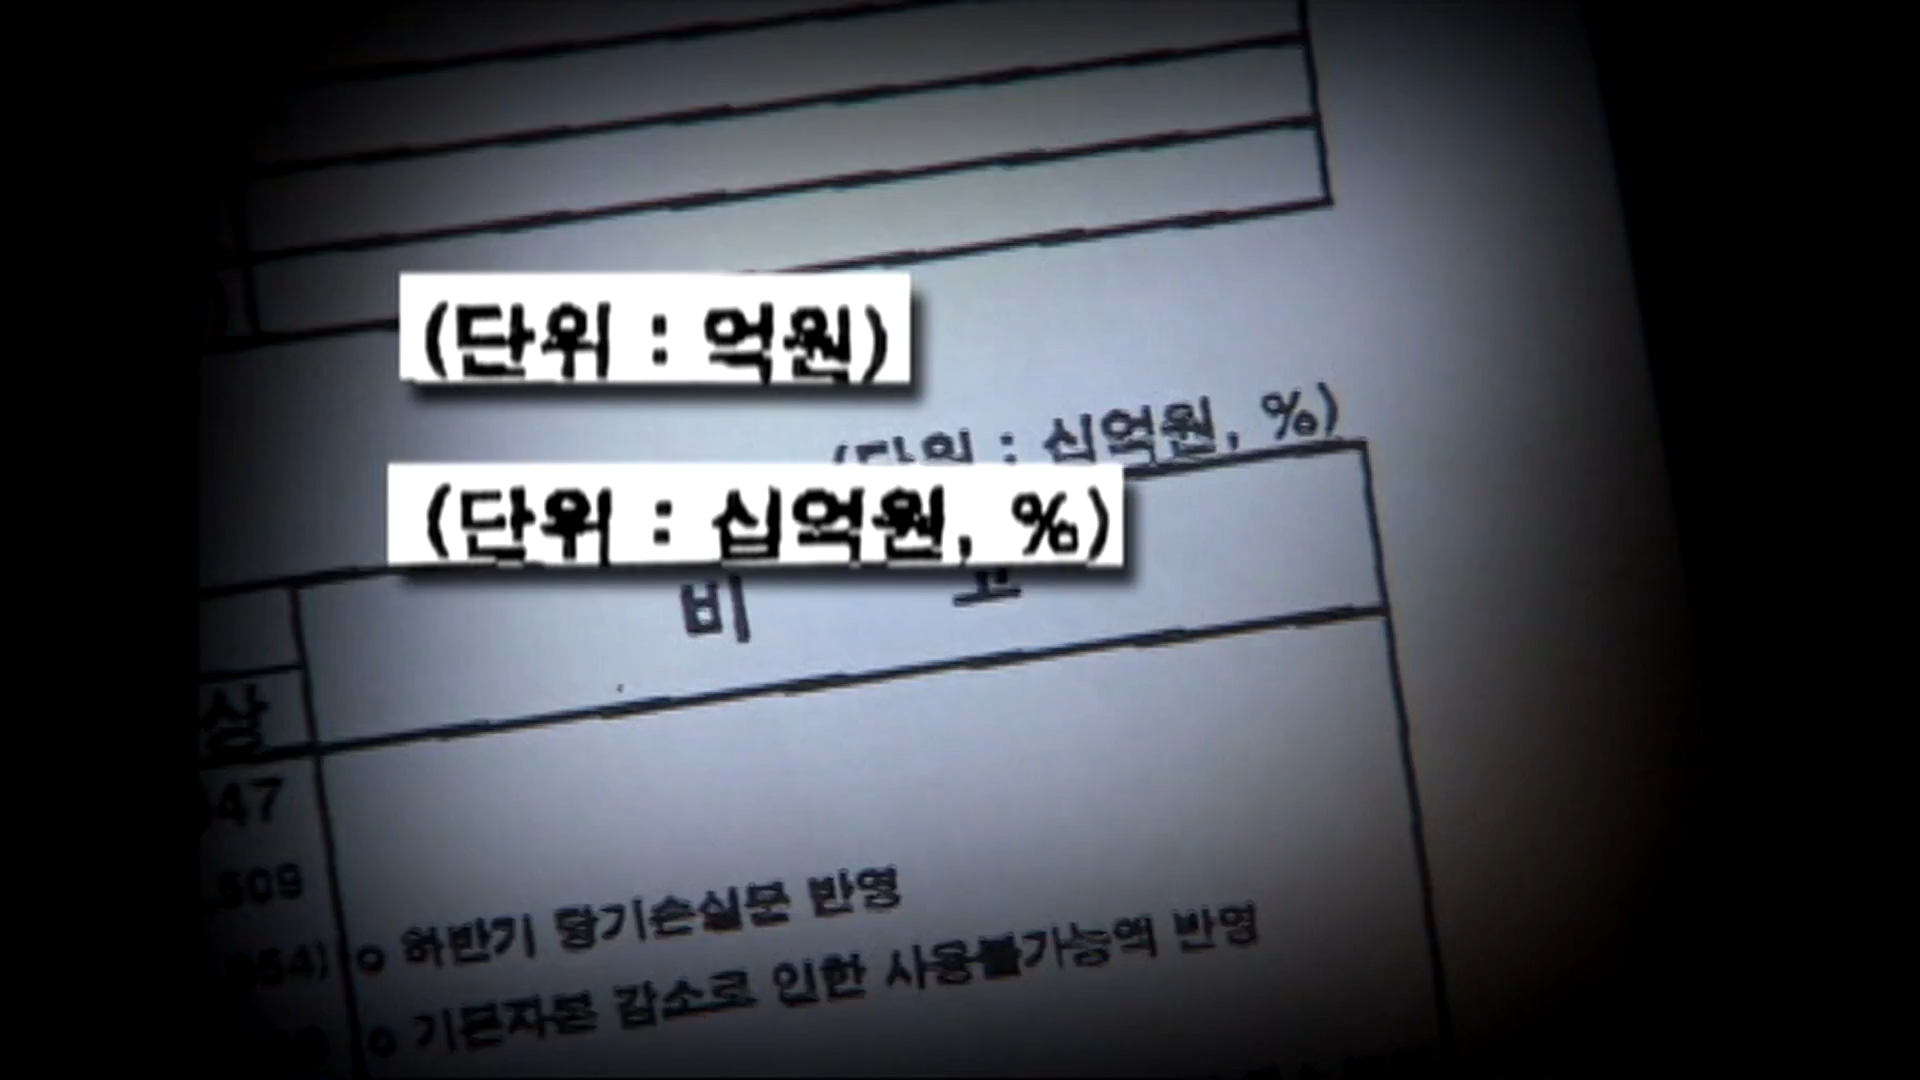 (단위 : 억원)
(단위 : 십억원, %)
(단위 : 십억원, %)
비 고
상
47
509
54)
o 하반기 당기손실분 반영
o 기본자본 감소로 인한 사용불가능액 반영